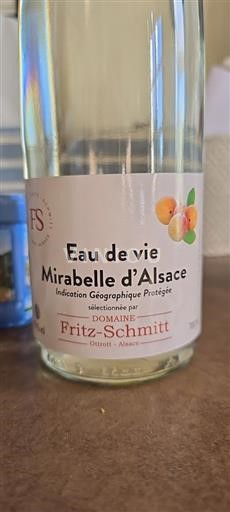 FS
Eau de vie
Mirabelle d'Alsace
Indication Géographique Protégée
sélectionnée par
DOMAINE
Fritz-Schmitt
Ottrott - Alsace